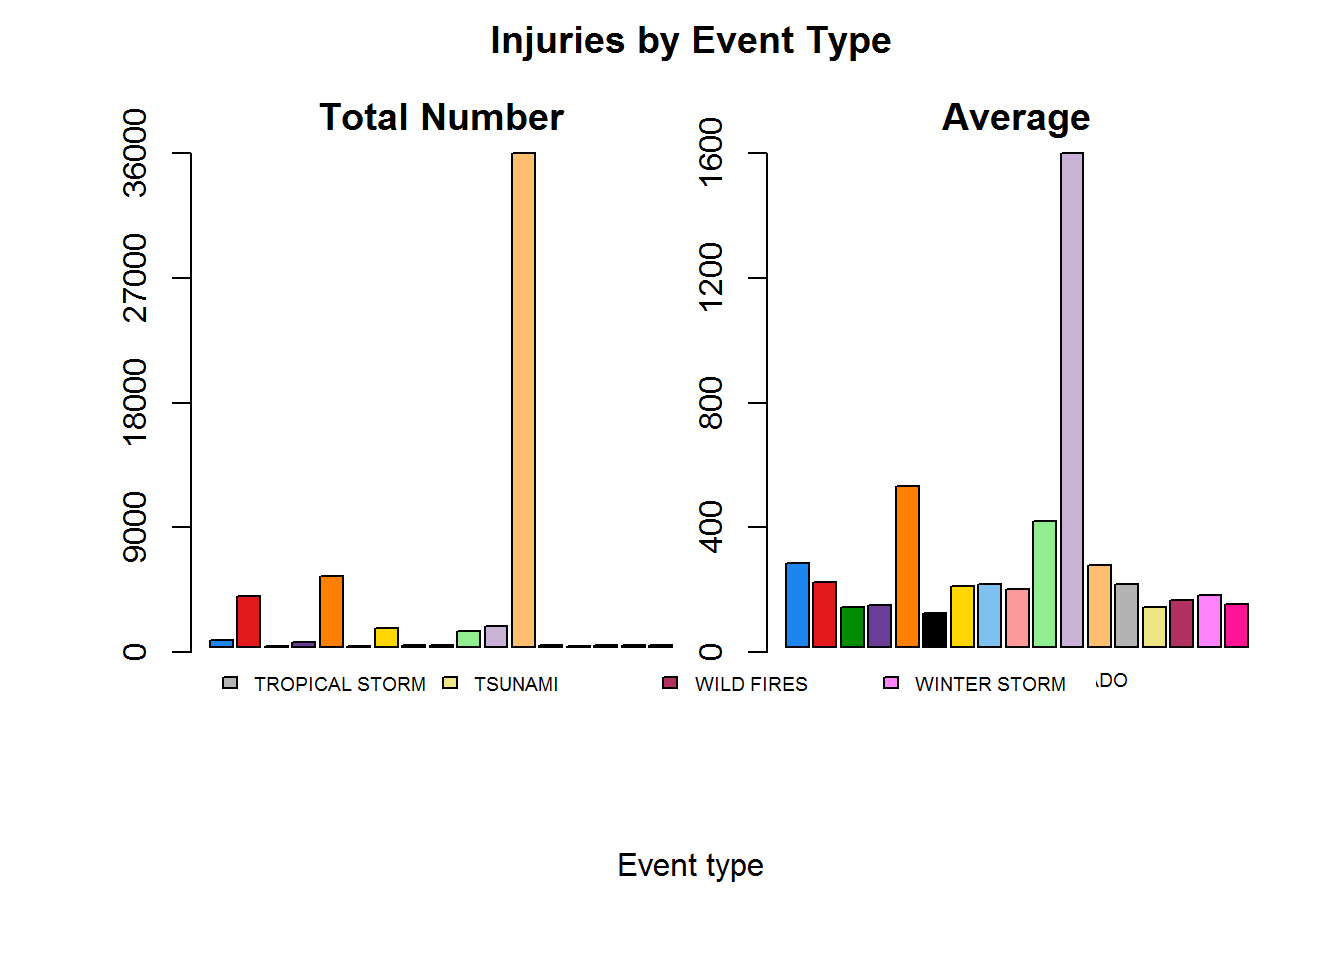 Injuries by Event Type
Total Number
Average
36000
27000
18000
9000
0
1600
1200
800
400
0
TROPICAL STORM TSUNAMI WILD FIRES WINTER STORM ADO
Event type